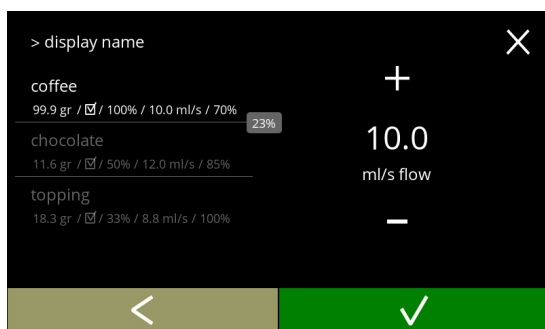 > display name
coffee
99.9 gr / ☑ / 100% / 10.0 ml/s / 70%
23%
chocolate
11.6 gr / ☑ / 50% / 12.0 ml/s / 85%
topping
18.3 gr / ☑ / 33% / 8.8 ml/s / 100%
+
10.0
ml/s flow
−